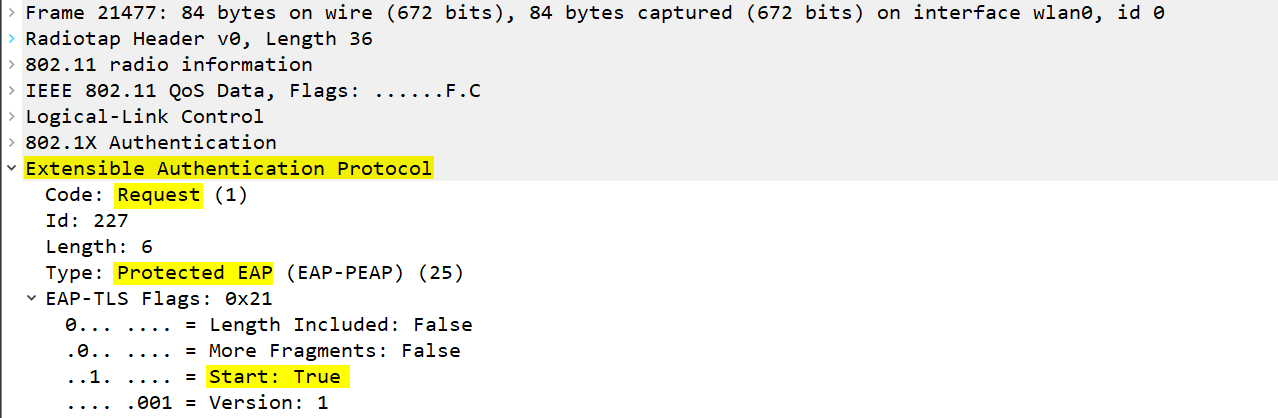 Frame 21477: 84 bytes on wire (672 bits), 84 bytes captured (672 bits) on interface wlan0, id 0
Radiotap Header v0, Length 36
802.11 radio information
IEEE 802.11 QoS Data, Flags: ......F.C
Logical-Link Control
802.1X Authentication
Extensible Authentication Protocol
Code: Request (1)
Id: 227
Length: 6
Type: Protected EAP (EAP-PEAP) (25)
EAP-TLS Flags: 0x21
0... .... = Length Included: False
.0.. .... = More Fragments: False
..1. .... = Start: True
.... .001 = Version: 1